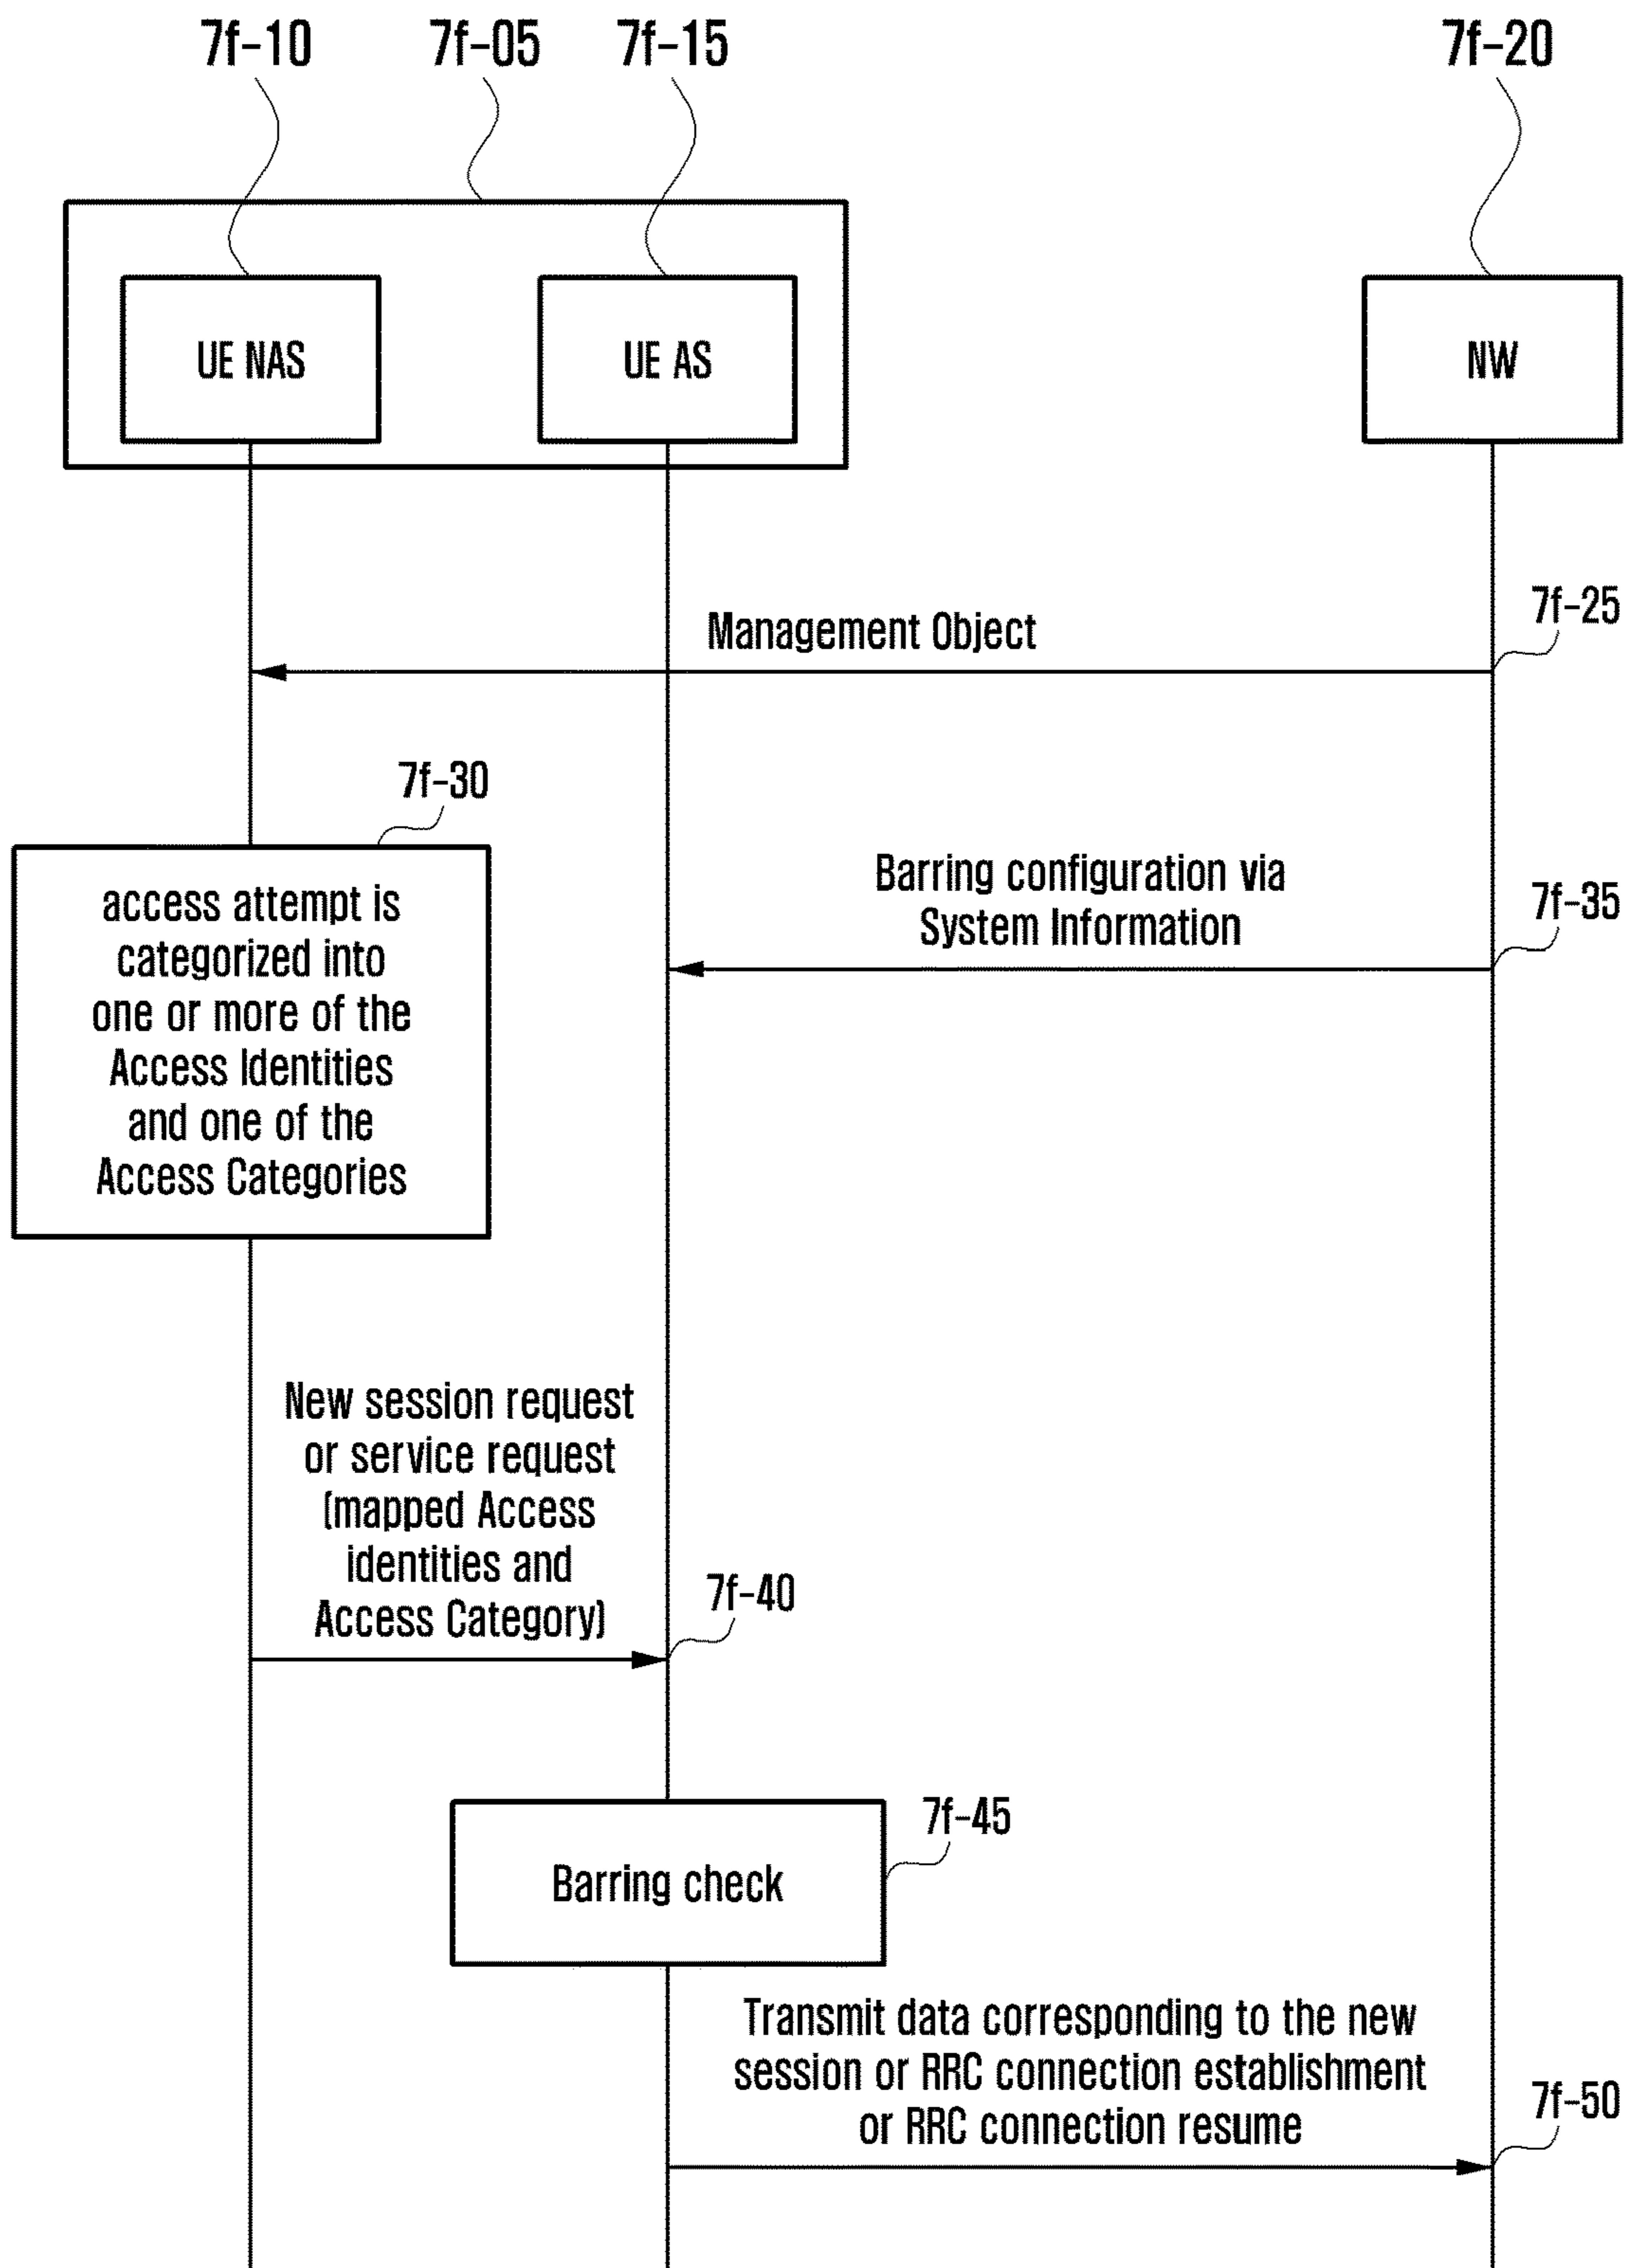 7f-10
7f-05
7f-15
7f-20
UE NAS
UE AS
NW
7f-25
Management Object
7f-30
access attempt is
categorized into
one or more of the
Access Identities
and one of the
Access Categories
Barring configuration via
System Information
7f-35
New session request
or service request
(mapped Access
identities and
Access Category)
7f-40
Barring check
7f-45
Transmit data corresponding to the new
session or RRC connection establishment
or RRC connection resume
7f-50